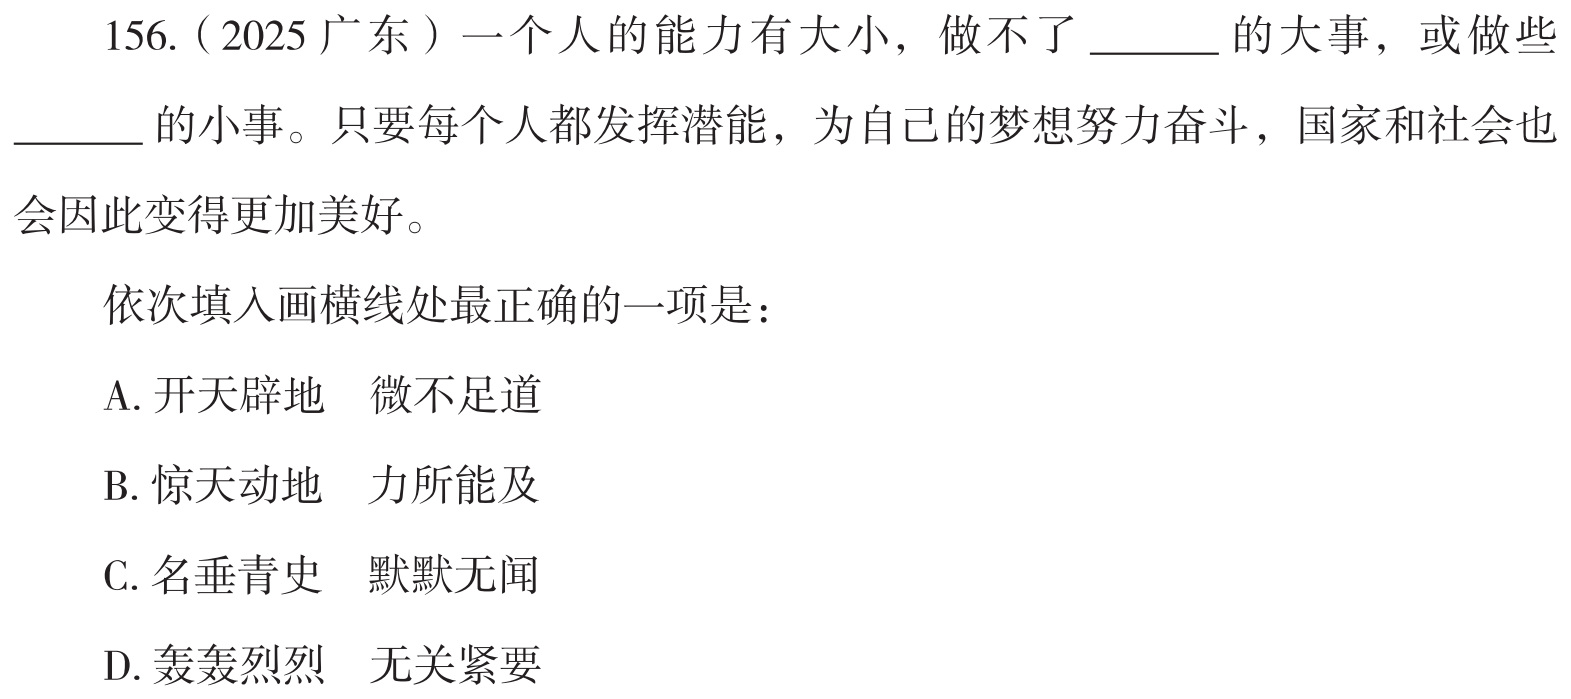 156.（2025 广东）一个人的能力有大小，做不了 ______ 的大事，或做些
______ 的小事。只要每个人都发挥潜能，为自己的梦想努力奋斗，国家和社会也
会因此变得更加美好。
依次填入画横线处最正确的一项是：
A. 开天辟地　微不足道
B. 惊天动地　力所能及
C. 名垂青史　默默无闻
D. 轰轰烈烈　无关紧要